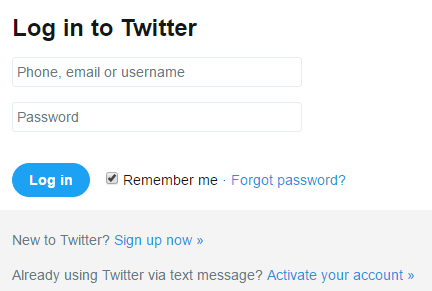 Log in to Twitter
Phone, email or username
Password
Log in Remember me · Forgot password?
New to Twitter? Sign up now »
Already using Twitter via text message? Activate your account »